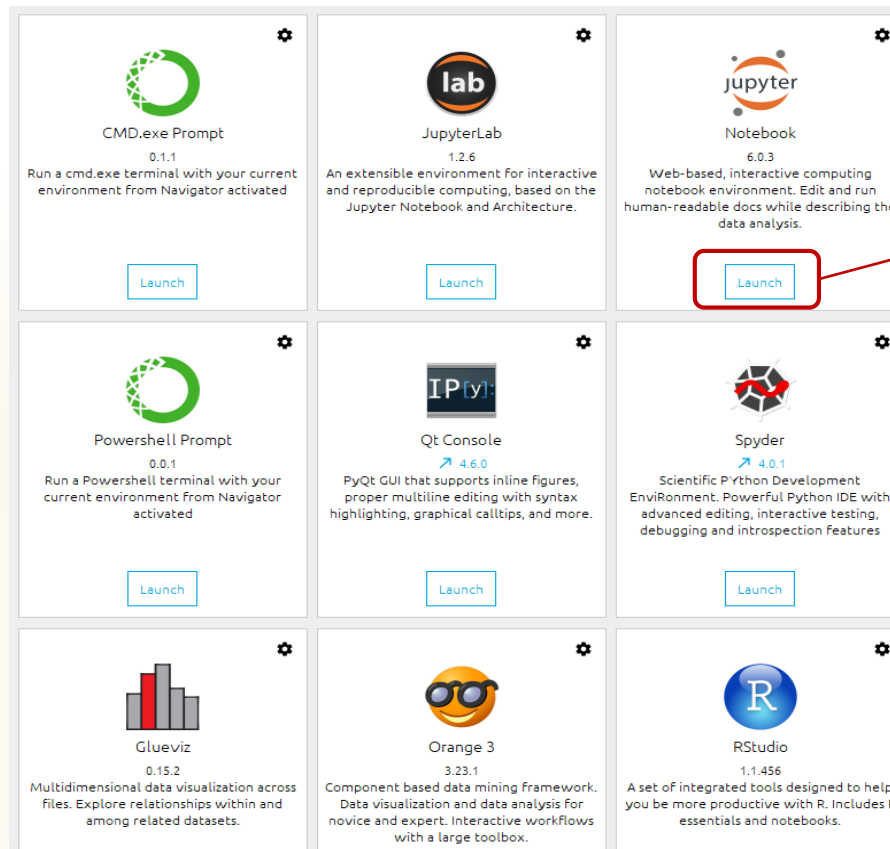 lab
jupyter
CMD.exe Prompt
JupyterLab
Notebook
0.1.1
1.2.6
6.0.3
Run a cmd.exe terminal with your current
environment from Navigator activated
An extensible environment for interactive
and reproducible computing, based on the
Jupyter Notebook and Architecture.
Web-based, interactive computing
notebook environment. Edit and run
human-readable docs while describing the
data analysis.
Launch
Launch
Launch
IP[y]:
Powershell Prompt
Qt Console
Spyder
0.0.1
4.6.0
4.0.1
Run a Powershell terminal with your
current environment from Navigator
activated
PyQt GUI that supports inline figures,
proper multiline editing with syntax
highlighting, graphical calltips, and more.
Scientific PYthon Development
EnviRonment. Powerful Python IDE with
advanced editing, interactive testing,
debugging and introspection features
Launch
Launch
Launch
R
Glueviz
Orange 3
RStudio
0.15.2
3.23.1
1.1.456
Multidimensional data visualization across
files. Explore relationships within and
among related datasets.
Component based data mining framework.
Data visualization and data analysis for
novice and expert. Interactive workflows
with a large toolbox.
A set of integrated tools designed to help
you be more productive with R. Includes
essentials and notebooks.